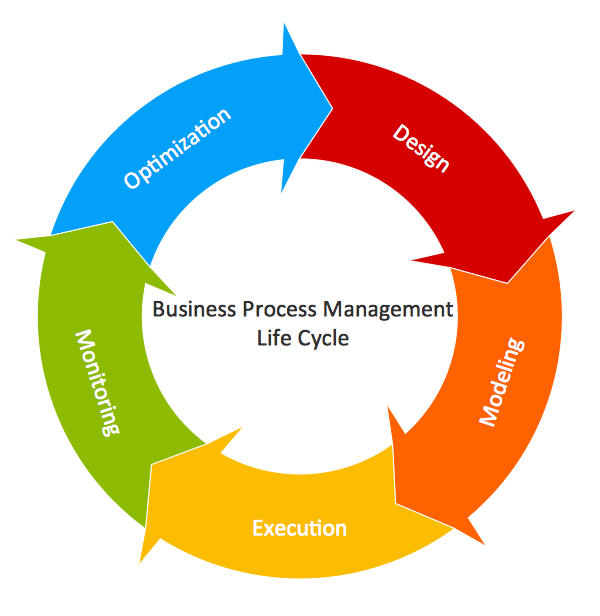 Business Process Management
Life Cycle
Design
Modeling
Execution
Monitoring
Optimization